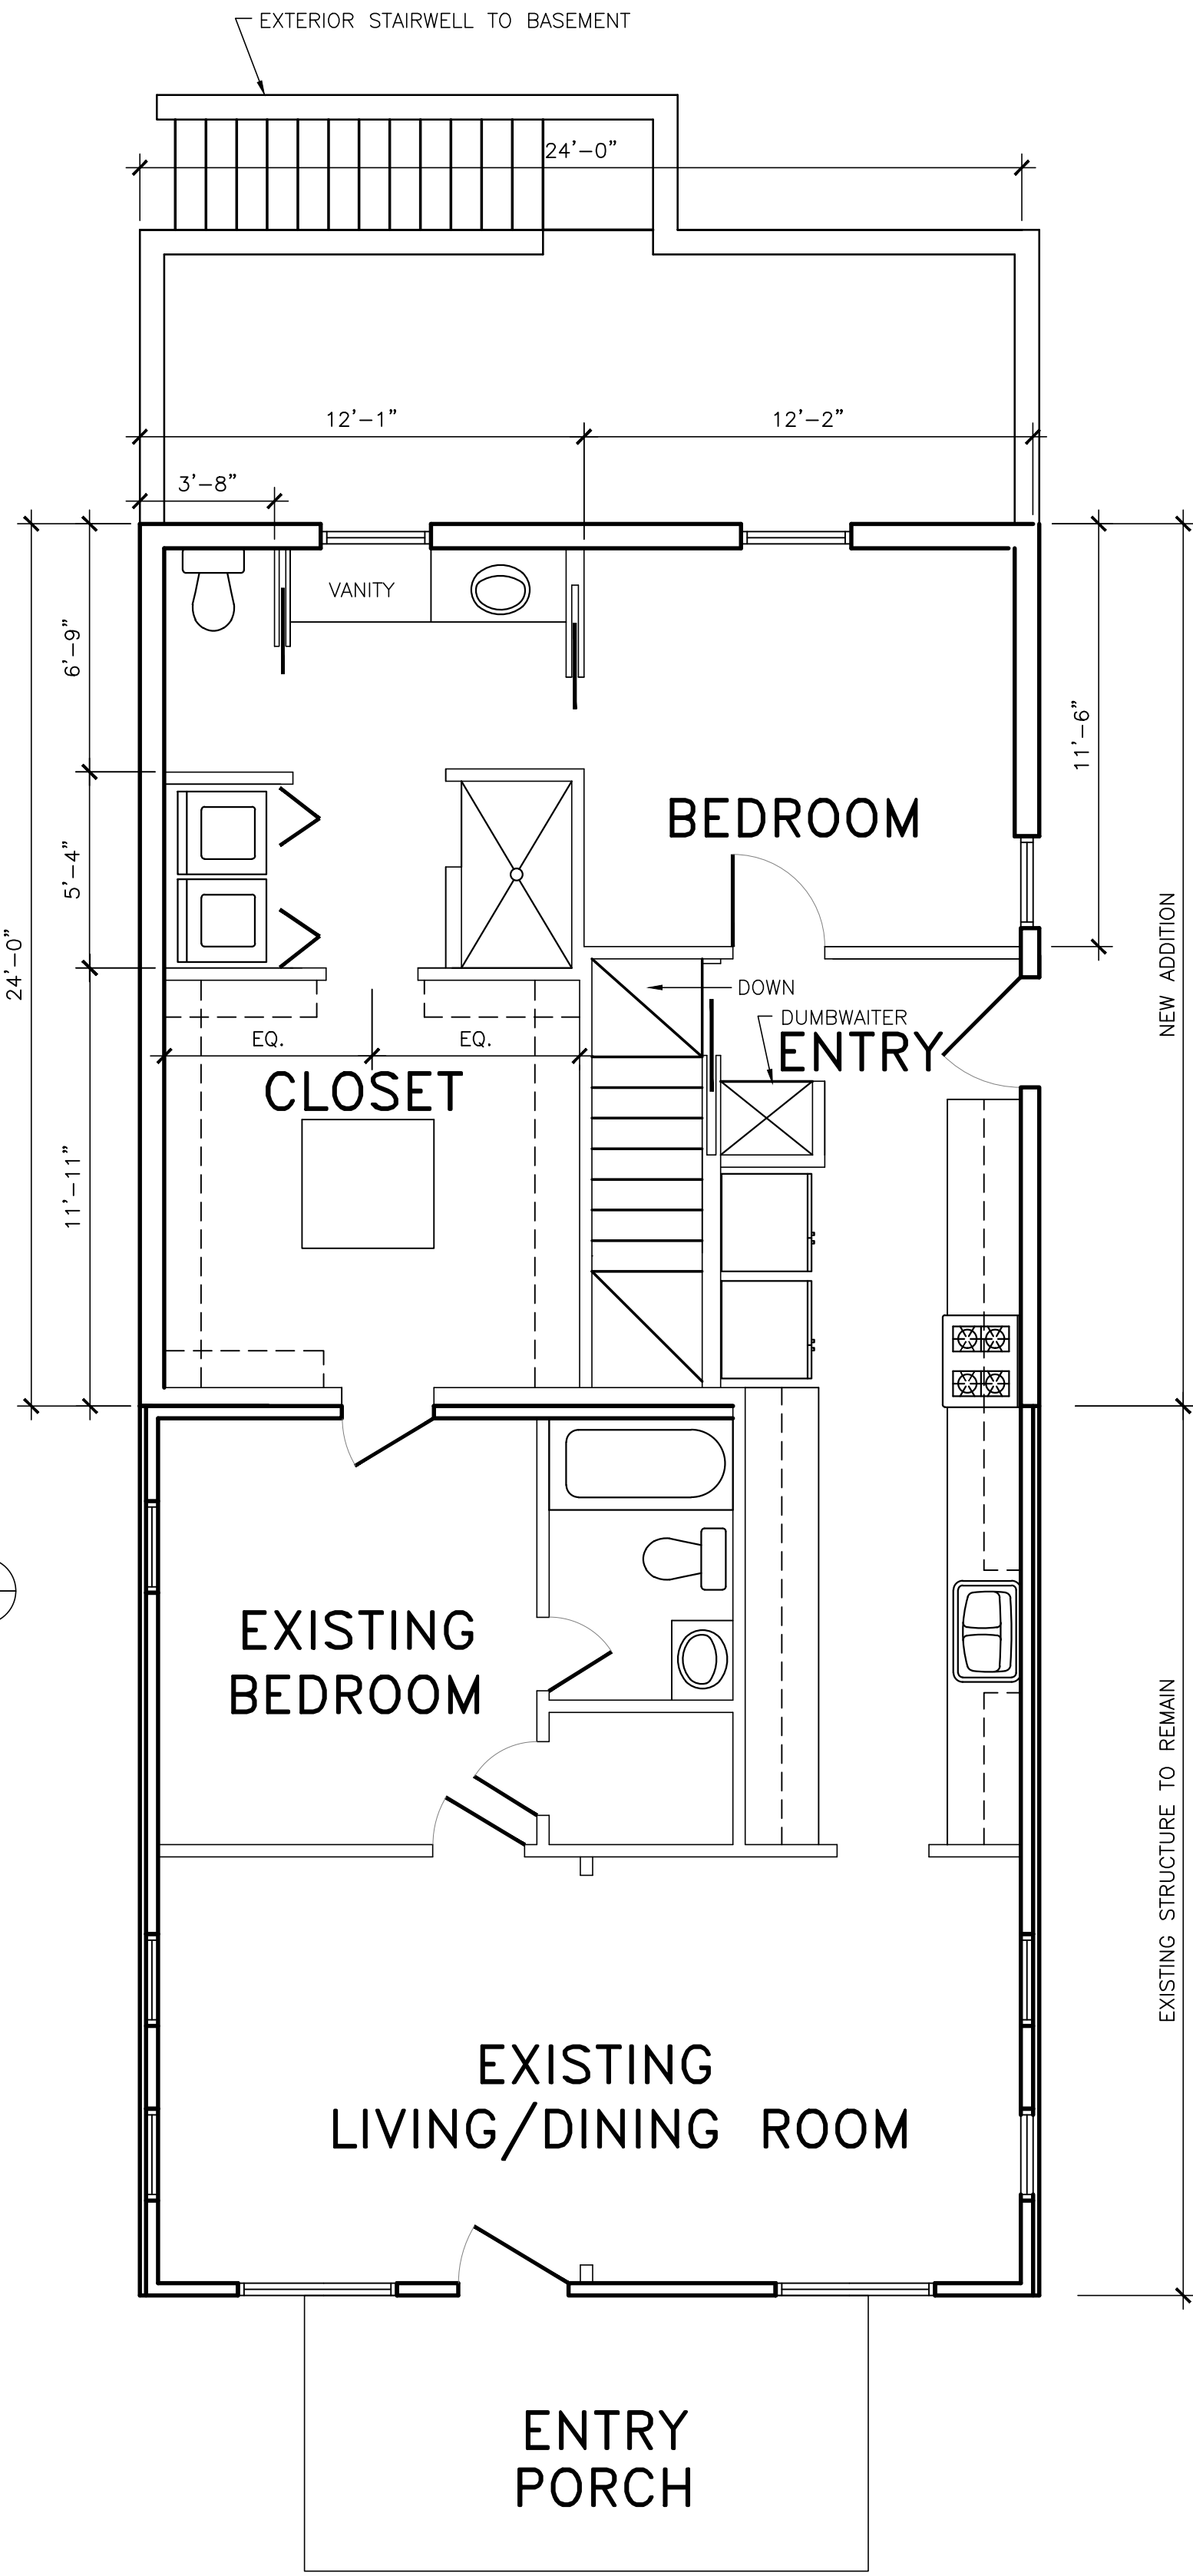 EXTERIOR STAIRWELL TO BASEMENT
24'-0"
12'-1"
12'-2"
3'-8"
VANITY
6'-9"
11'-6"
BEDROOM
5'-4"
24'-0"
NEW ADDITION
DOWN
DUMBWAITER
EQ.
EQ.
ENTRY
CLOSET
11'-11"
EXISTING
BEDROOM
EXISTING STRUCTURE TO REMAIN
EXISTING
LIVING/DINING ROOM
ENTRY
PORCH